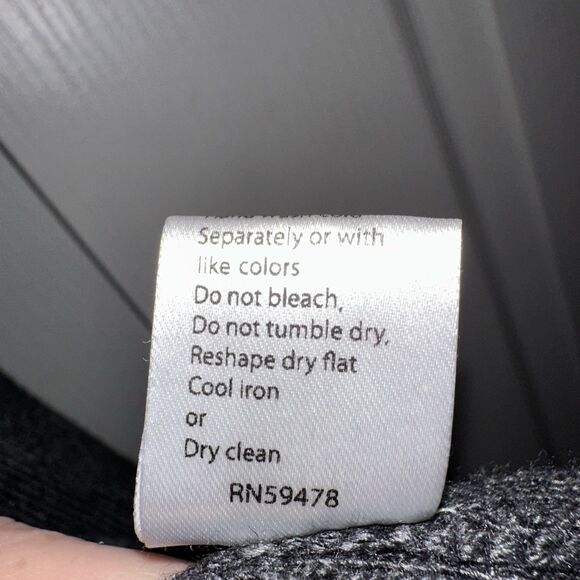 Separately or with
like colors
Do not bleach,
Do not tumble dry,
Reshape dry flat
Cool iron
or
Dry clean
RN59478